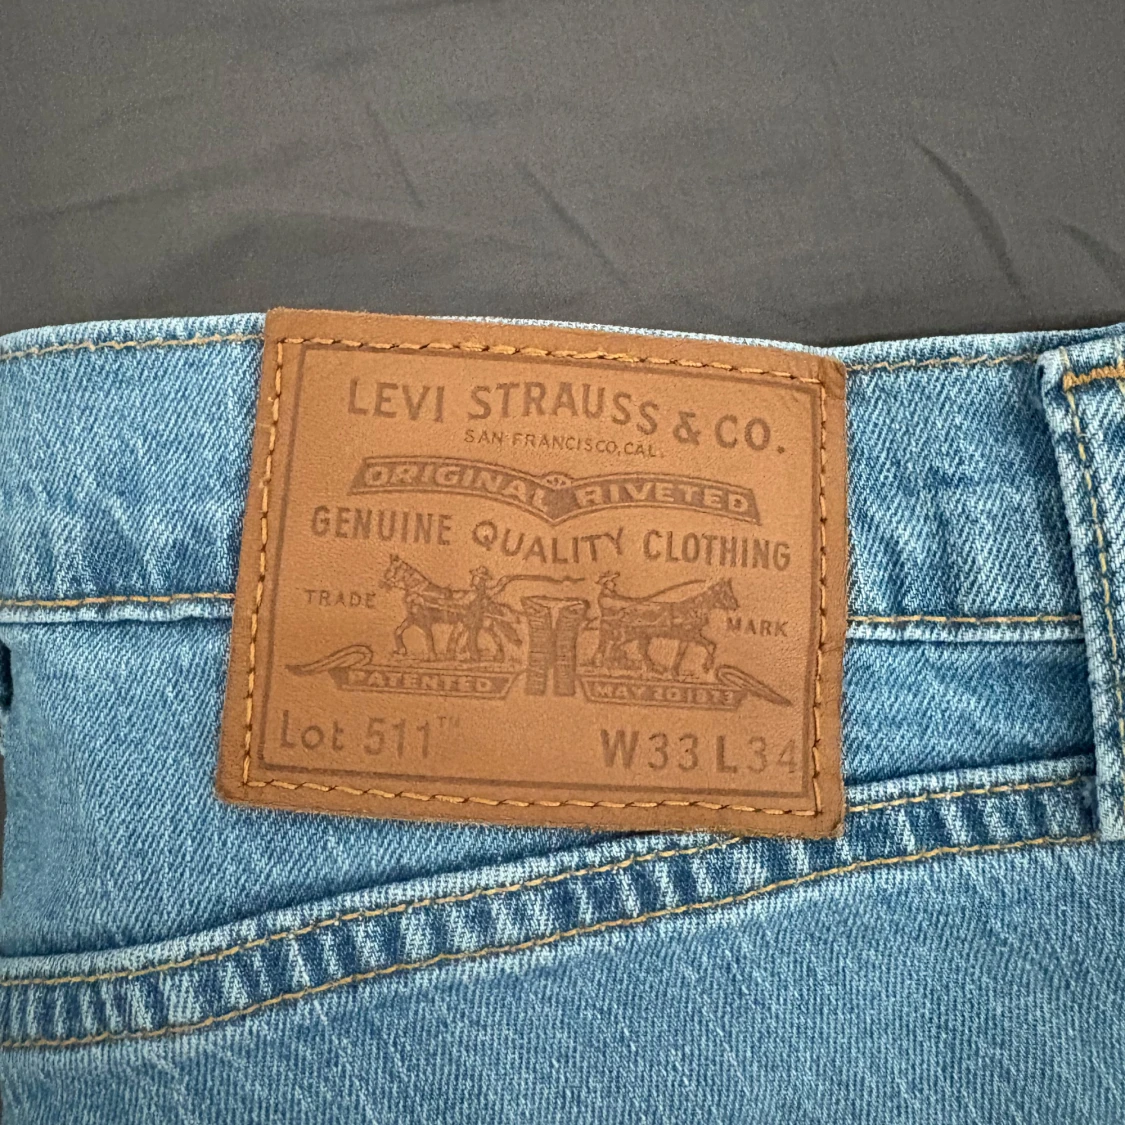 LEVI STRAUSS & CO.
SAN FRANCISCO, CAL.
ORIGINAL RIVETED
GENUINE QUALITY CLOTHING
TRADE MARK
PATENTED MAY 20 1873
Lot 511™ W33 L34